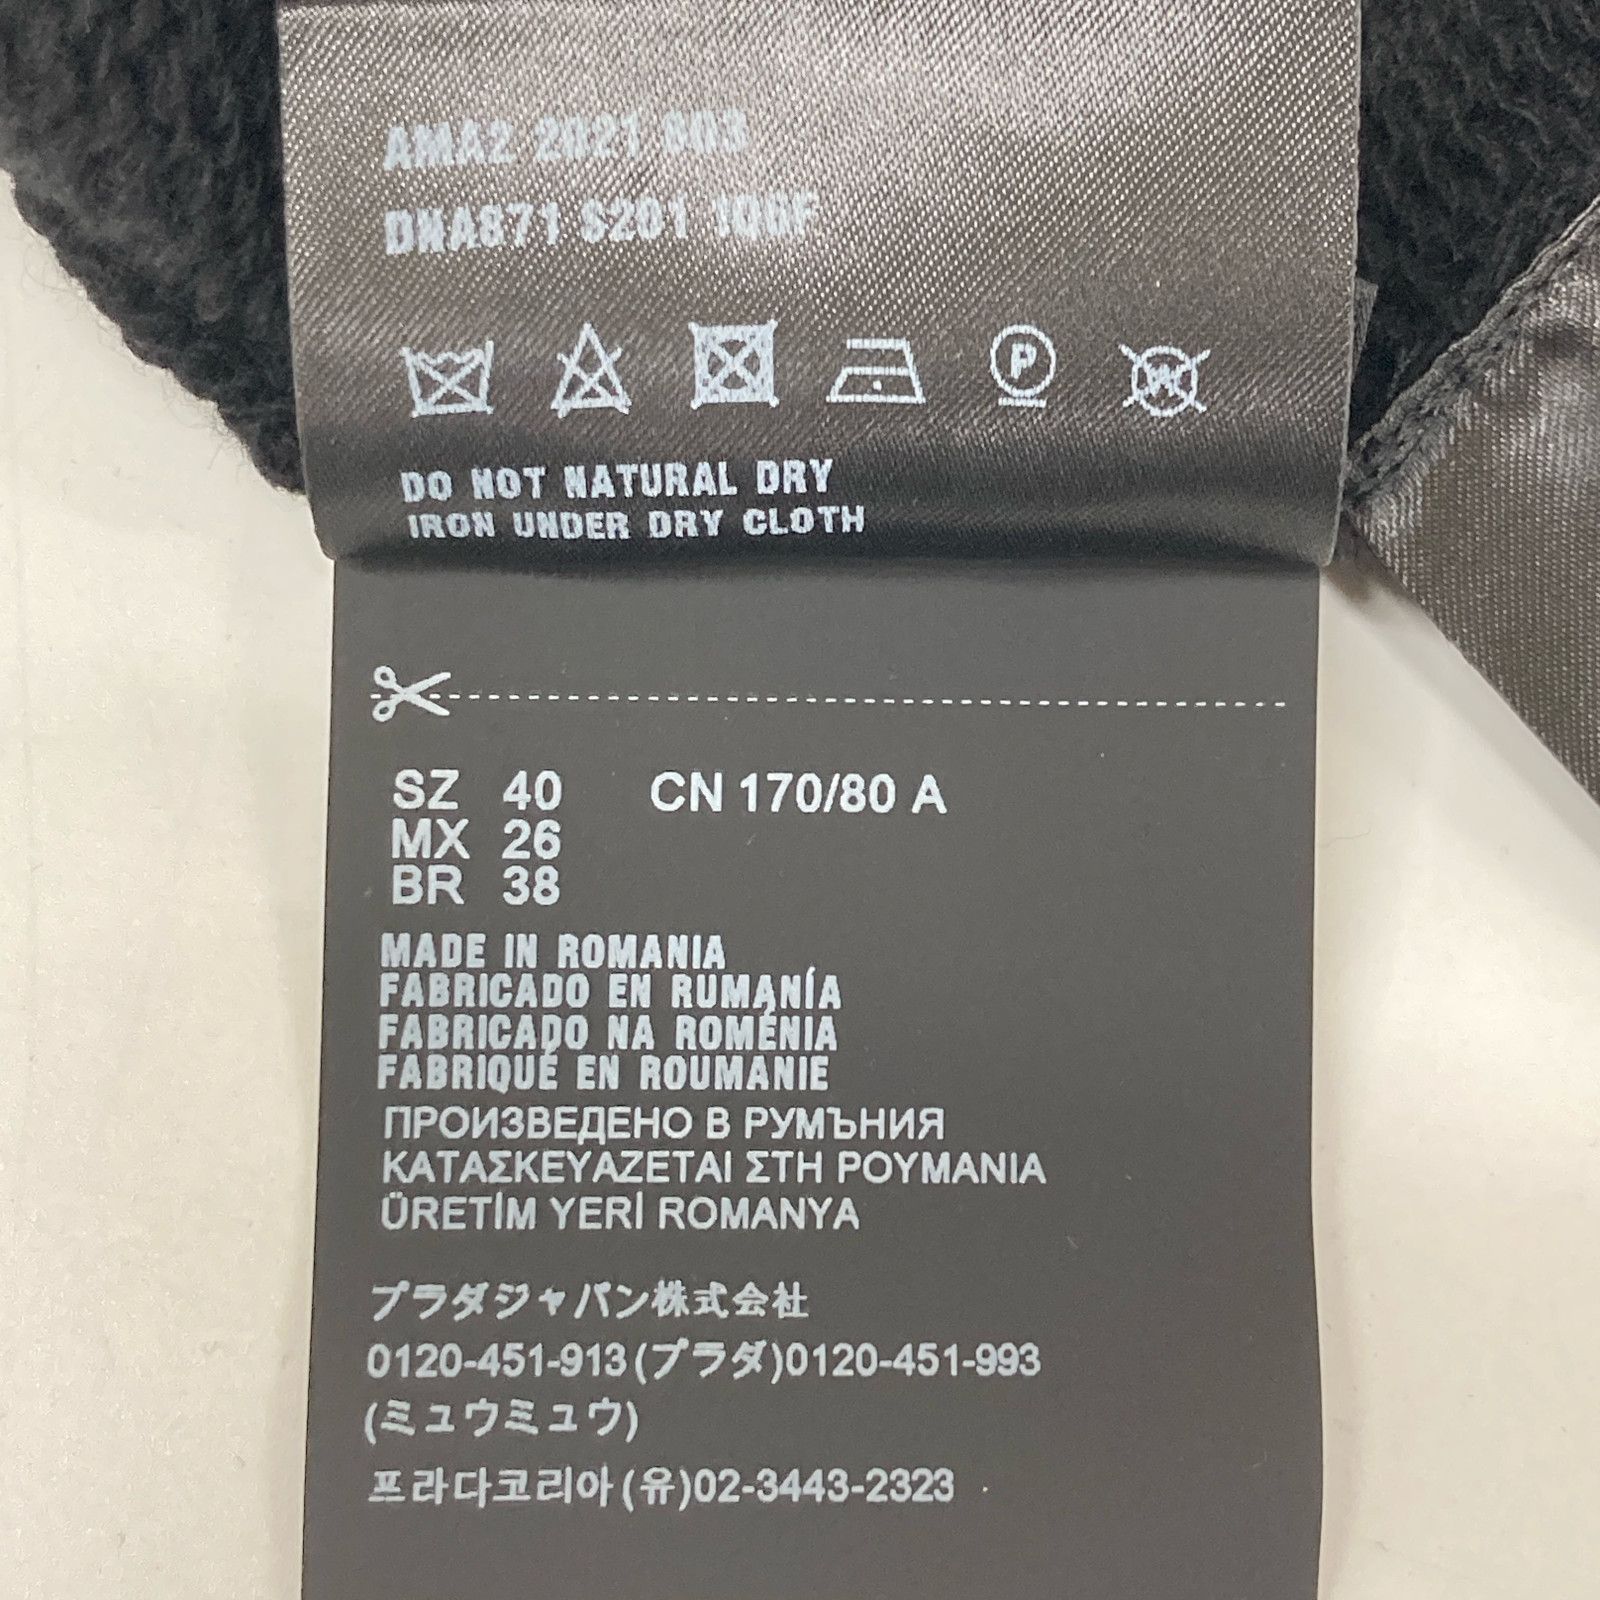 AMA2 2021 803
DNA871 S201 1Q6F
P
W
DO NOT NATURAL DRY
IRON UNDER DRY CLOTH
SZ 40 CN 170/80 A
MX 26
BR 38
MADE IN ROMANIA
FABRICADO EN RUMANÍA
FABRICADO NA ROMÉNIA
FABRIQUÉ EN ROUMANIE
ПРОИЗВЕДЕНО В РУМЪНИЯ
ΚΑΤΑΣΚΕΥΑΖΕΤΑΙ ΣΤΗ ΡΟΥΜΑΝΙΑ
ÜRETİM YERİ ROMANYA
プラダジャパン株式会社
0120-451-913(プラダ)0120-451-993
(ミュウミュウ)
프라다코리아(유)02-3443-2323